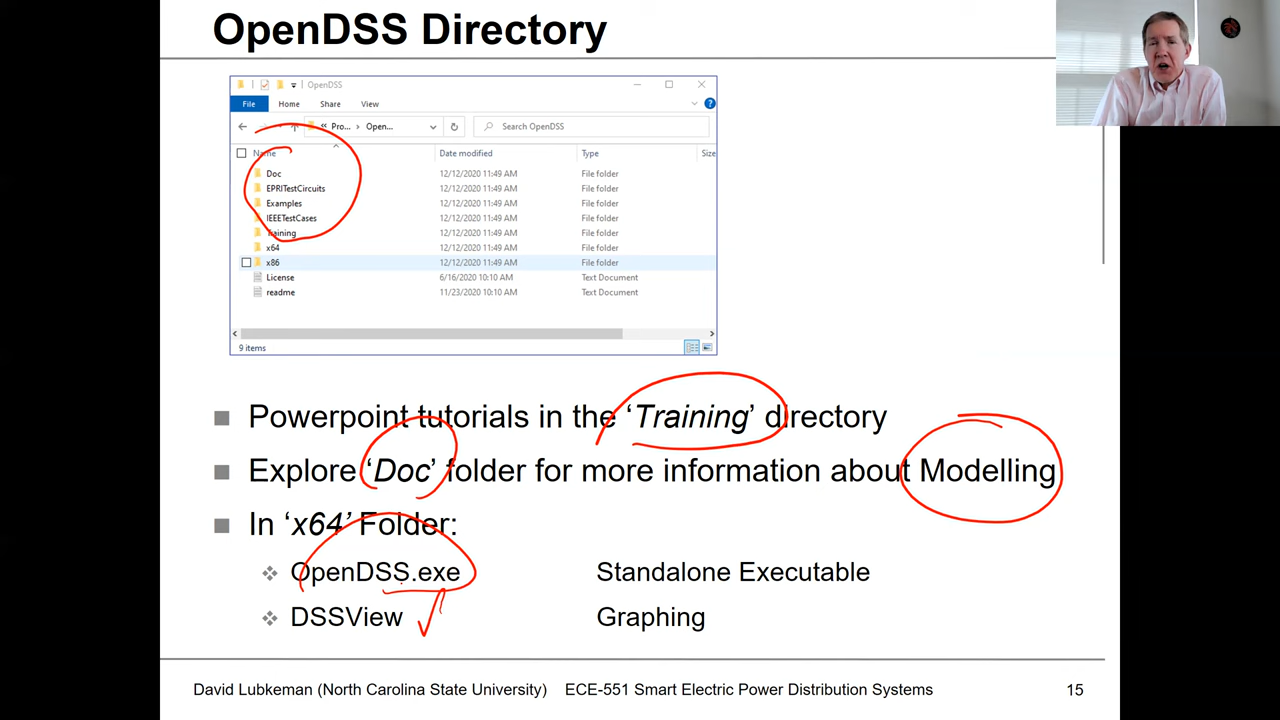 OpenDSS Directory
OpenDSS
File Home Share View
« Pro... › Open... Search OpenDSS
Name Date modified Type Size
Doc 12/12/2020 11:49 AM File folder
EPRITestCircuits 12/12/2020 11:49 AM File folder
Examples 12/12/2020 11:49 AM File folder
IEEETestCases 12/12/2020 11:49 AM File folder
Training 12/12/2020 11:49 AM File folder
x64 12/12/2020 11:49 AM File folder
x86 12/12/2020 11:49 AM File folder
License 6/16/2020 10:10 AM Text Document
readme 11/23/2020 10:10 AM Text Document
9 items
Powerpoint tutorials in the ‘Training’ directory
Explore ‘Doc’ folder for more information about Modelling
In ‘x64’ Folder:
OpenDSS.exe Standalone Executable
DSSView Graphing
David Lubkeman (North Carolina State University) ECE-551 Smart Electric Power Distribution Systems 15